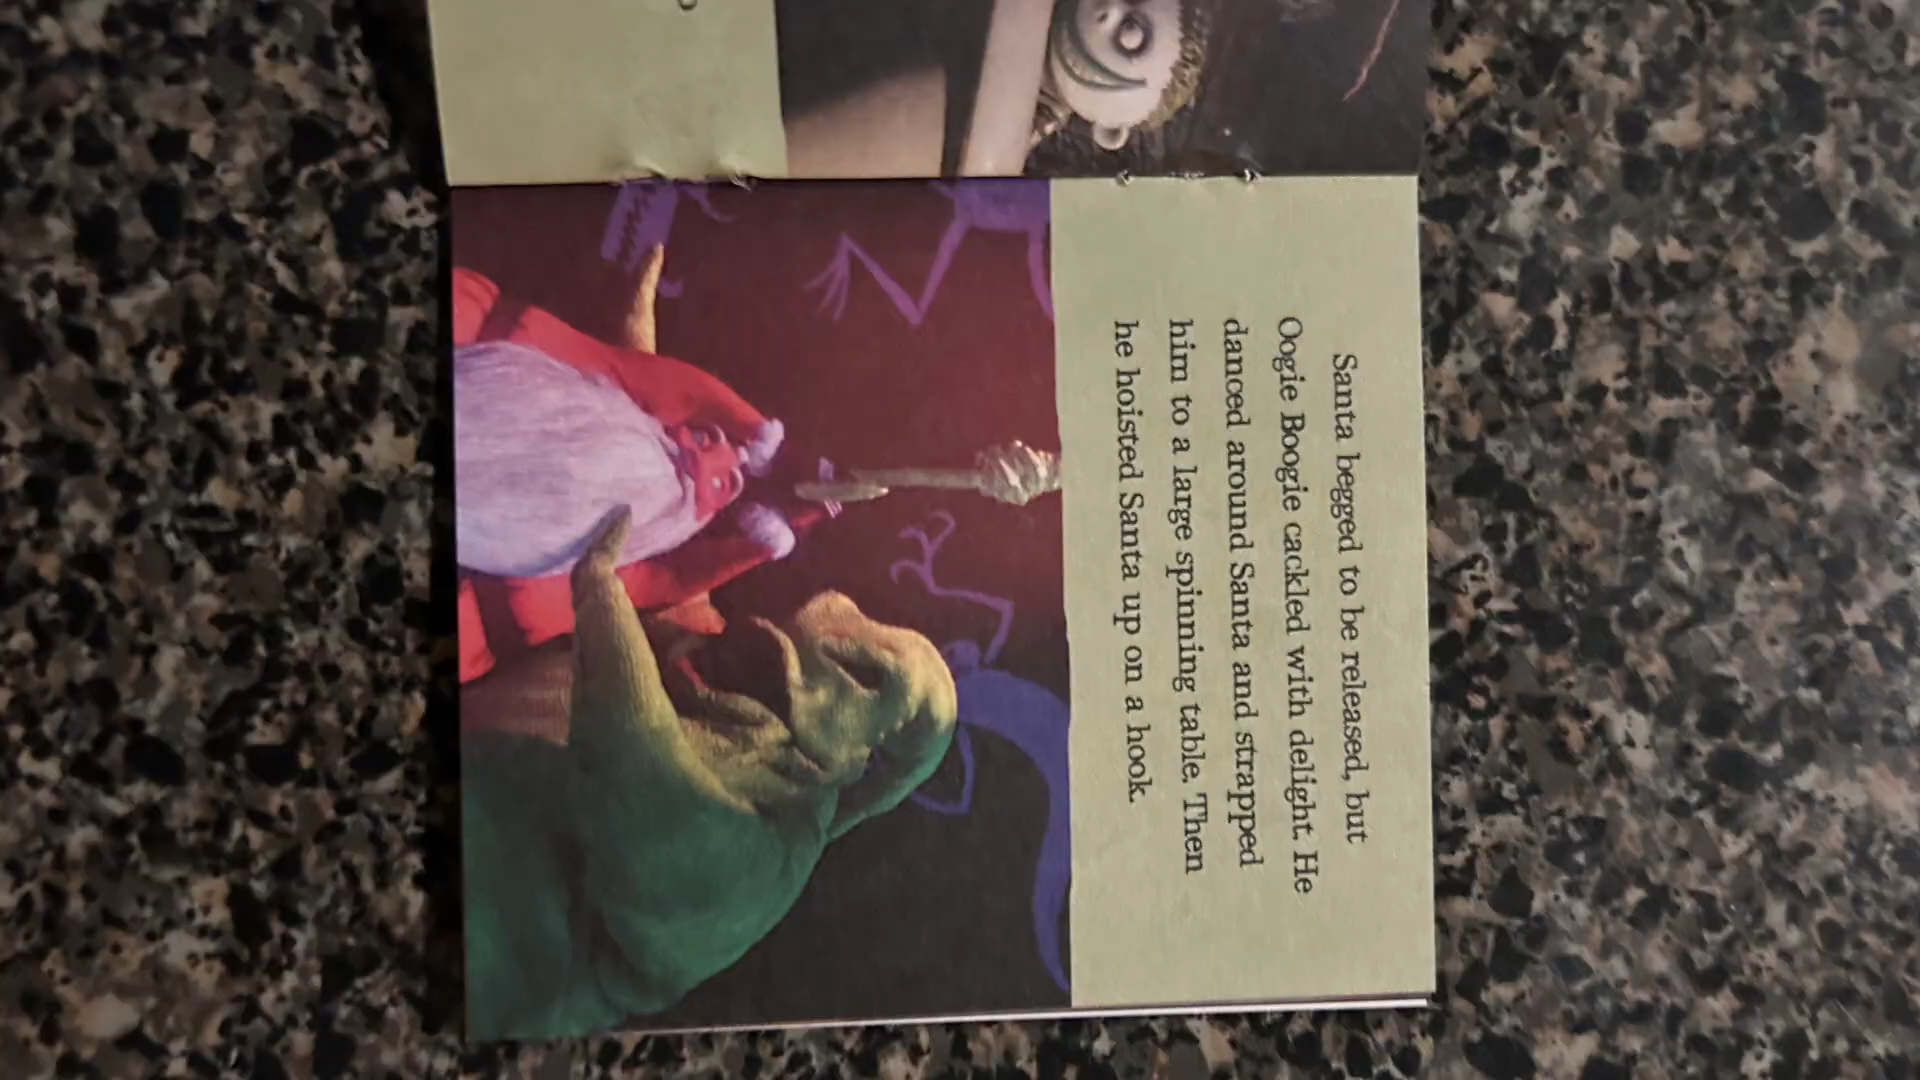 Santa begged to be released, but
Oogie Boogie cackled with delight. He
danced around Santa and strapped
him to a large spinning table. Then
he hoisted Santa up on a hook.